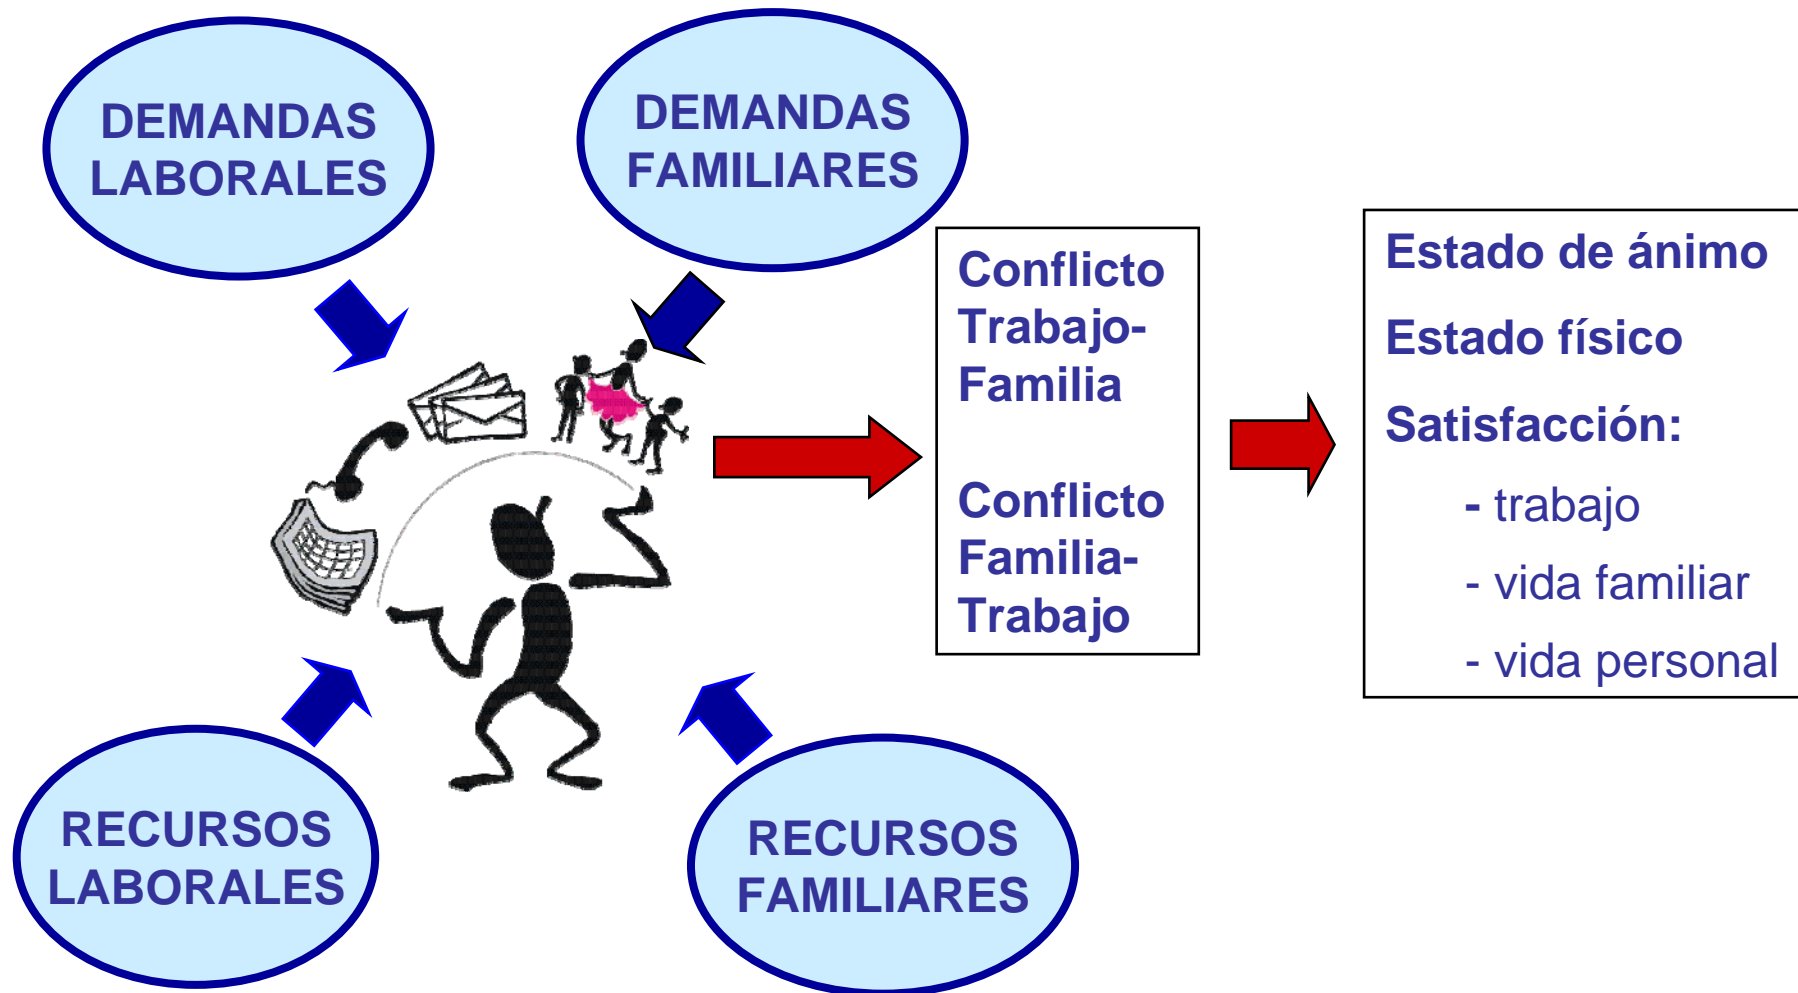 DEMANDAS
LABORALES
DEMANDAS
FAMILIARES
Conflicto
Trabajo-
Familia
Conflicto
Familia-
Trabajo
Estado de ánimo
Estado físico
Satisfacción:
- trabajo
- vida familiar
- vida personal
RECURSOS
LABORALES
RECURSOS
FAMILIARES